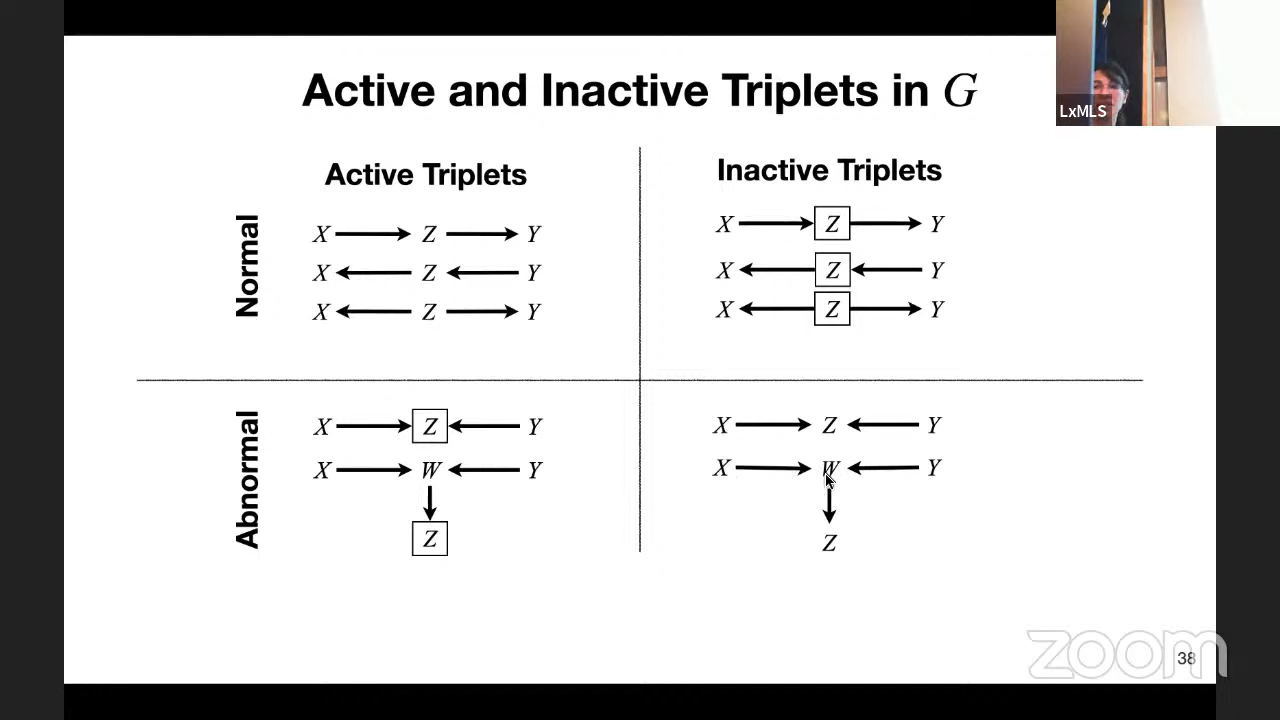 Active and Inactive Triplets in G
LxMLS
Active Triplets
Inactive Triplets
Normal
X Z Y
X Z Y
X Z Y
X Z Y
X Z Y
X Z Y
Abnormal
X Z Y
X W Y
Z
X Z Y
X W Y
Z
zoom
38